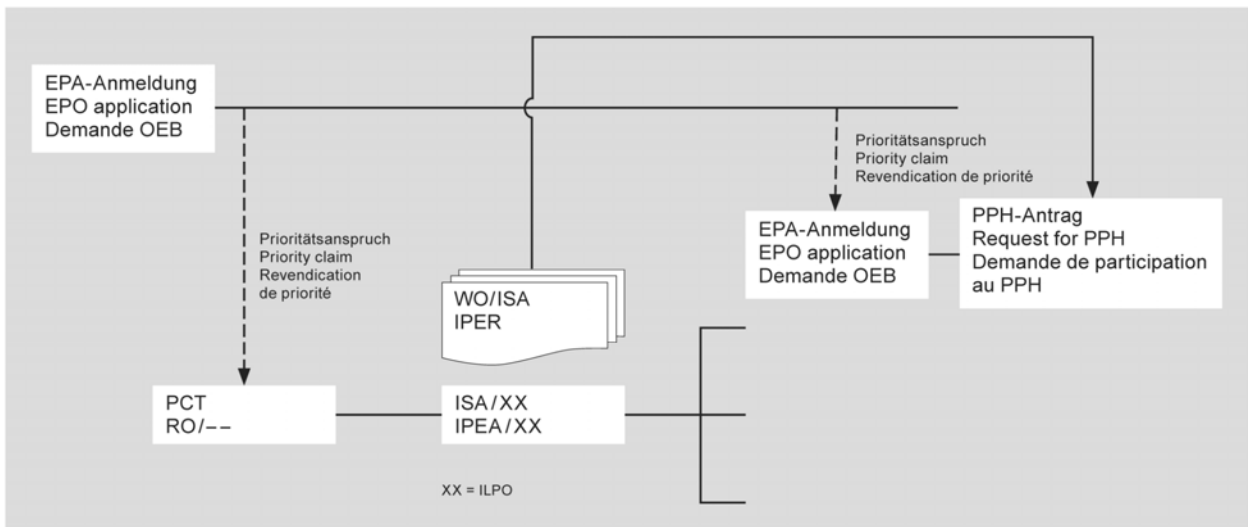 EPA-Anmeldung
EPO application
Demande OEB
Prioritätsanspruch
Priority claim
Revendication de priorité
EPA-Anmeldung
EPO application
Demande OEB
PPH-Antrag
Request for PPH
Demande de participation
au PPH
Prioritätsanspruch
Priority claim
Revendication
de priorité
WO/ISA
IPER
PCT
RO/--
ISA/XX
IPEA/XX
XX = ILPO